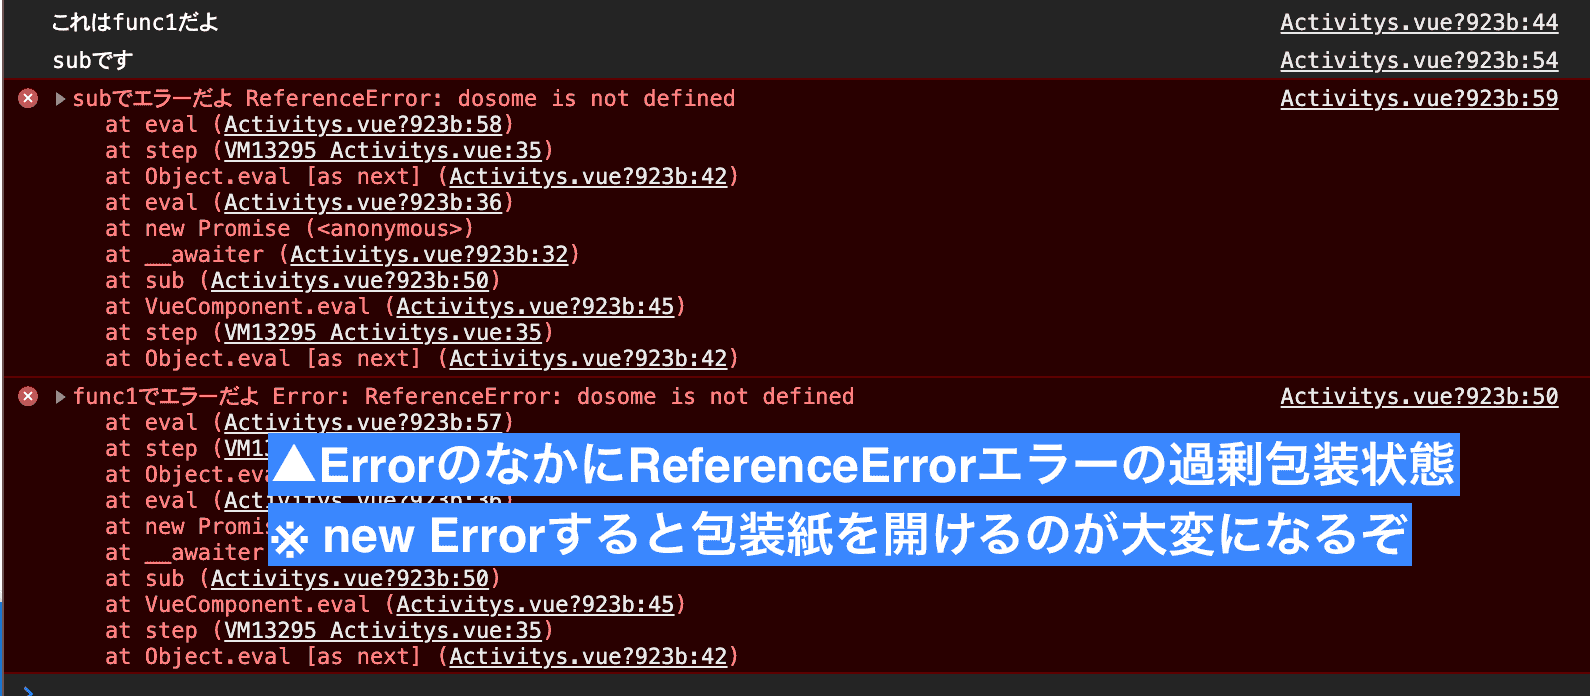 これはfunc1だよ Activitys.vue?923b:44
subです Activitys.vue?923b:54
subでエラーだよ ReferenceError: dosome is not defined Activitys.vue?923b:59
at eval (Activitys.vue?923b:58)
at step (VM13295 Activitys.vue:35)
at Object.eval [as next] (Activitys.vue?923b:42)
at eval (Activitys.vue?923b:36)
at new Promise (<anonymous>)
at __awaiter (Activitys.vue?923b:32)
at sub (Activitys.vue?923b:50)
at VueComponent.eval (Activitys.vue?923b:45)
at step (VM13295 Activitys.vue:35)
at Object.eval [as next] (Activitys.vue?923b:42)
func1でエラーだよ Error: ReferenceError: dosome is not defined Activitys.vue?923b:50
at eval (Activitys.vue?923b:57)
at step
▲ErrorのなかにReferenceErrorエラーの過剰包装状態
at
at eval
※ new Errorすると包装紙を開けるのが大変になるぞ
at new
at __awaiter
at sub (Activitys.vue?923b:50)
at VueComponent.eval (Activitys.vue?923b:45)
at step (VM13295 Activitys.vue:35)
at Object.eval [as next] (Activitys.vue?923b:42)